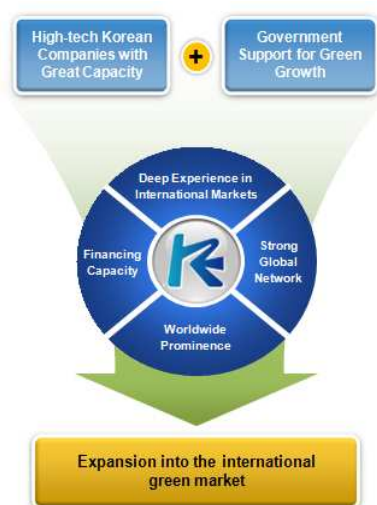 High-tech Korean
Companies with
Great Capacity
+
Government
Support for Green
Growth
Deep Experience in
International Markets
Financing
Capacity
Strong
Global
Network
Worldwide
Prominence
Expansion into the international
green market